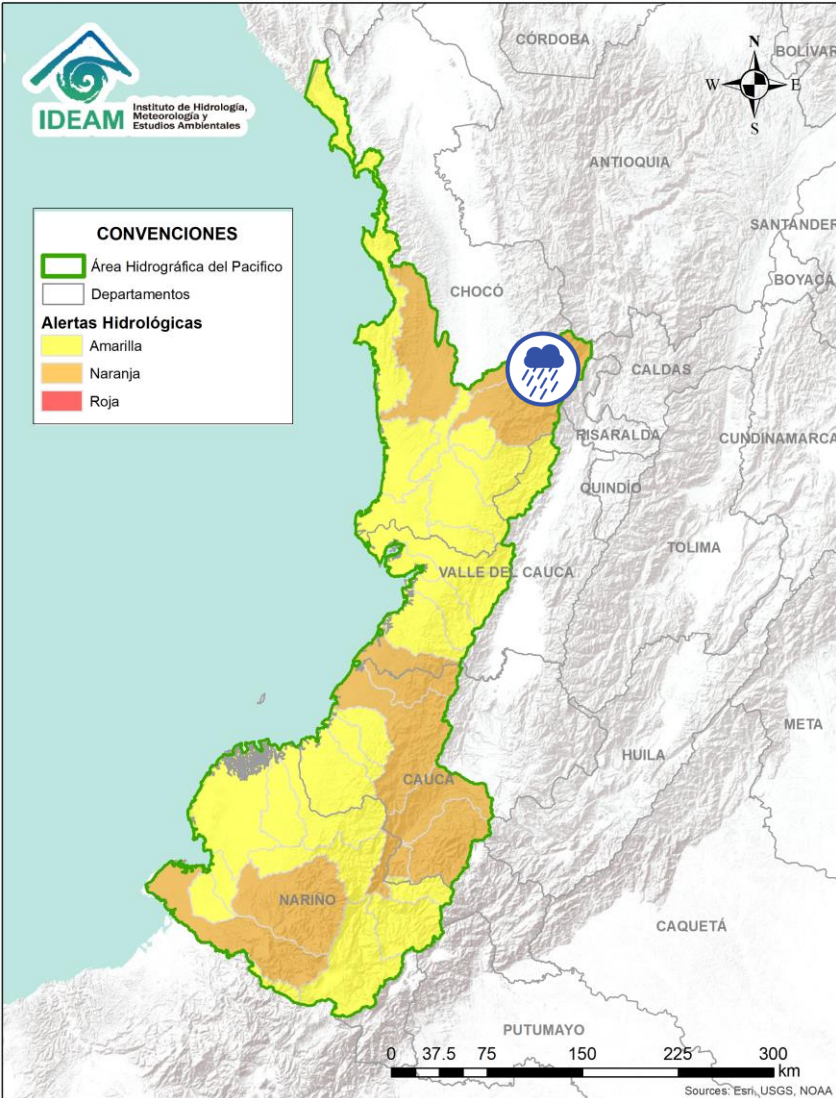 IDEAM
Instituto de Hidrología,
Meteorología y
Estudios Ambientales
N
W
E
S
CÓRDOBA
BOLÍVAR
ANTIOQUIA
SANTANDER
BOYACÁ
CONVENCIONES
Área Hidrográfica del Pacifico
Departamentos
Alertas Hidrológicas
Amarilla
Naranja
Roja
CHOCÓ
CALDAS
RISARALDA
CUNDINAMARCA
QUINDÍO
TOLIMA
VALLE DEL CAUCA
META
HUILA
CAUCA
NARIÑO
CAQUETÁ
PUTUMAYO
0 37.5 75 150 225 300
km
Sources: Esri, USGS, NOAA